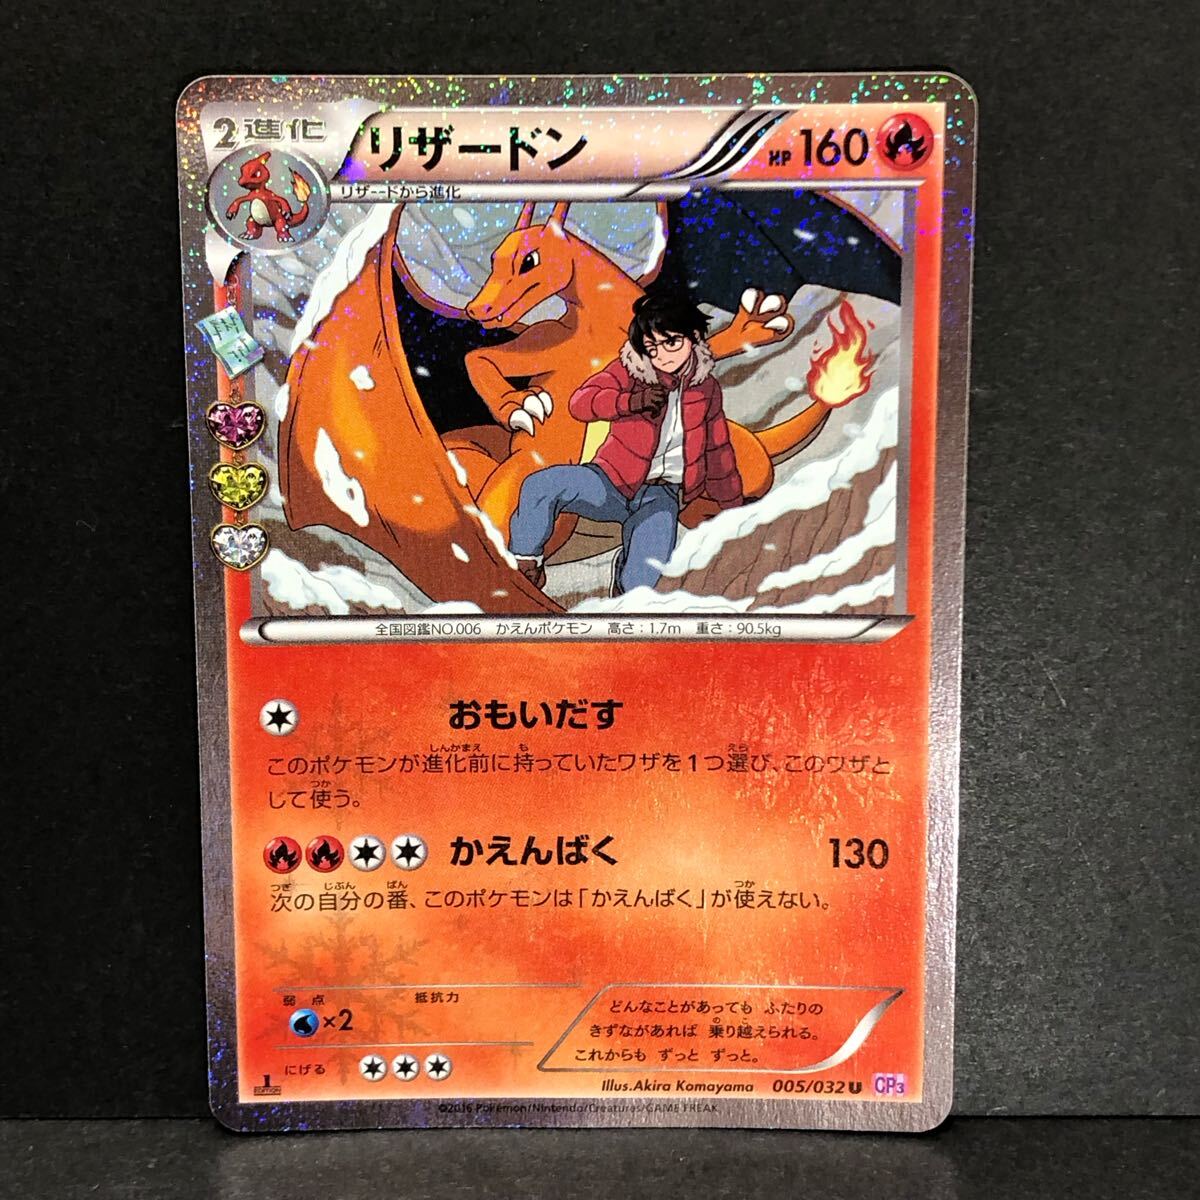 2進化 リザードン HP160
リザードから進化
全国図鑑NO.006 かえんポケモン 高さ:1.7m 重さ:90.5kg
おもいだす
このポケモンが進化前に持っていたワザを1つ選び、このワザと
して使う。
かえんばく 130
次の自分の番、このポケモンは「かえんばく」が使えない。
弱点 抵抗力
×2
にげる
どんなことがあっても ふたりの
きずながあれば 乗り越えられる。
これからも ずっと ずっと。
1 EDITION
Illus.Akira Komayama 005/032 U CP3
©2016 Pokémon/Nintendo/Creatures/GAME FREAK